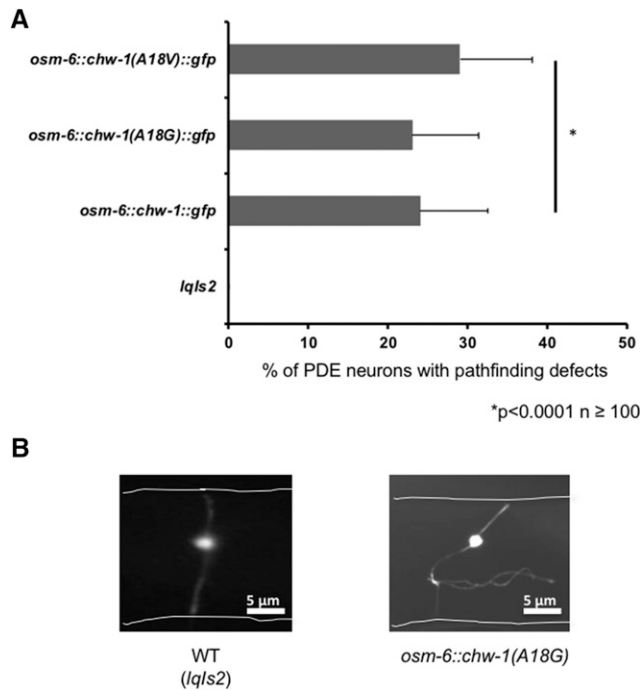 A
osm-6::chw-1(A18V)::gfp
osm-6::chw-1(A18G)::gfp
*
osm-6::chw-1::gfp
lqIs2
0 10 20 30 40 50
% of PDE neurons with pathfinding defects
*p<0.0001 n ≥ 100
B
5 µm 5 µm
WT osm-6::chw-1(A18G)
(lqIs2)